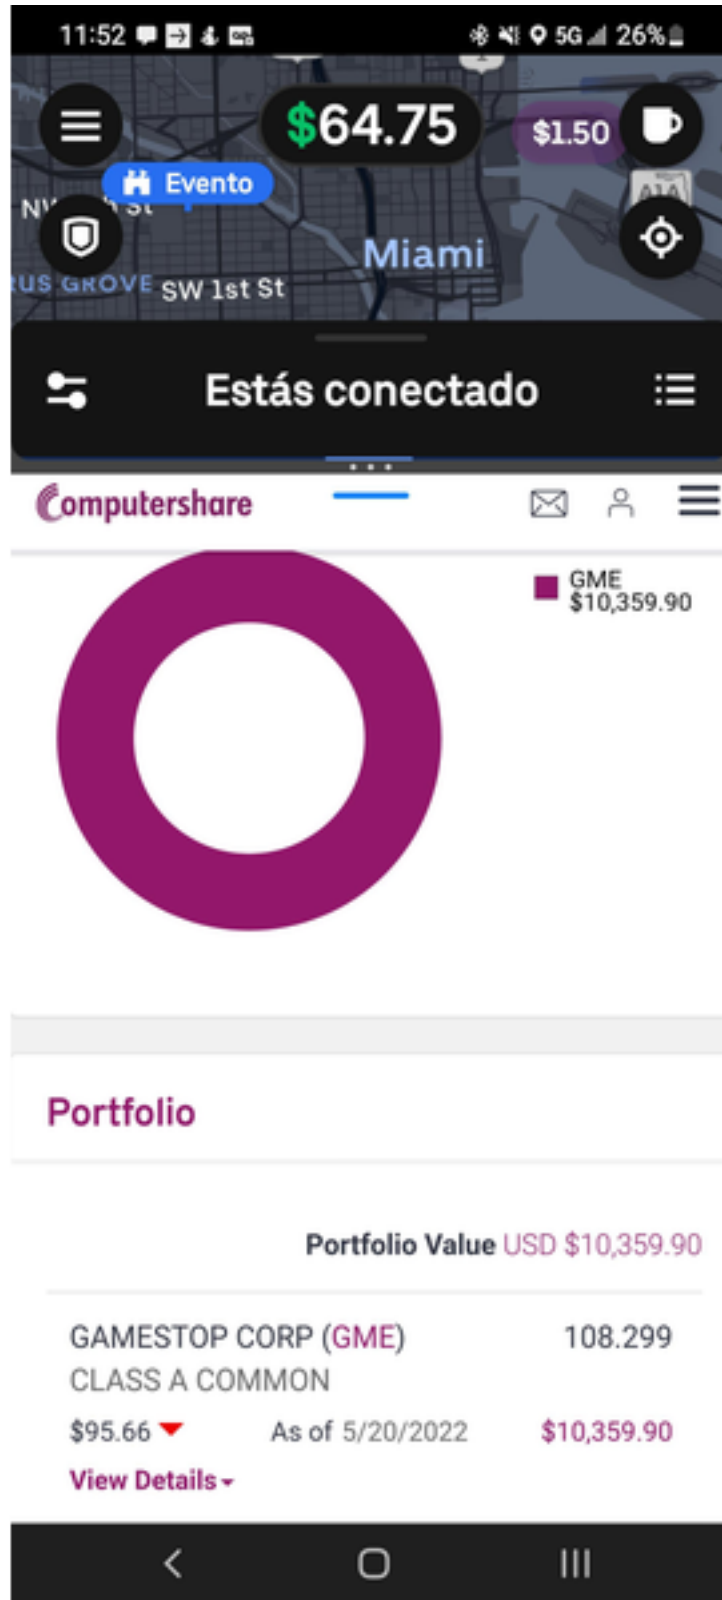 11:52
5G 26%
$64.75
$1.50
Evento
A1A
Miami
SW 1st St
Estás conectado
Computershare
GME
$10,359.90
Portfolio
Portfolio Value USD $10,359.90
GAMESTOP CORP (GME) 108.299
CLASS A COMMON
$95.66 As of 5/20/2022 $10,359.90
View Details